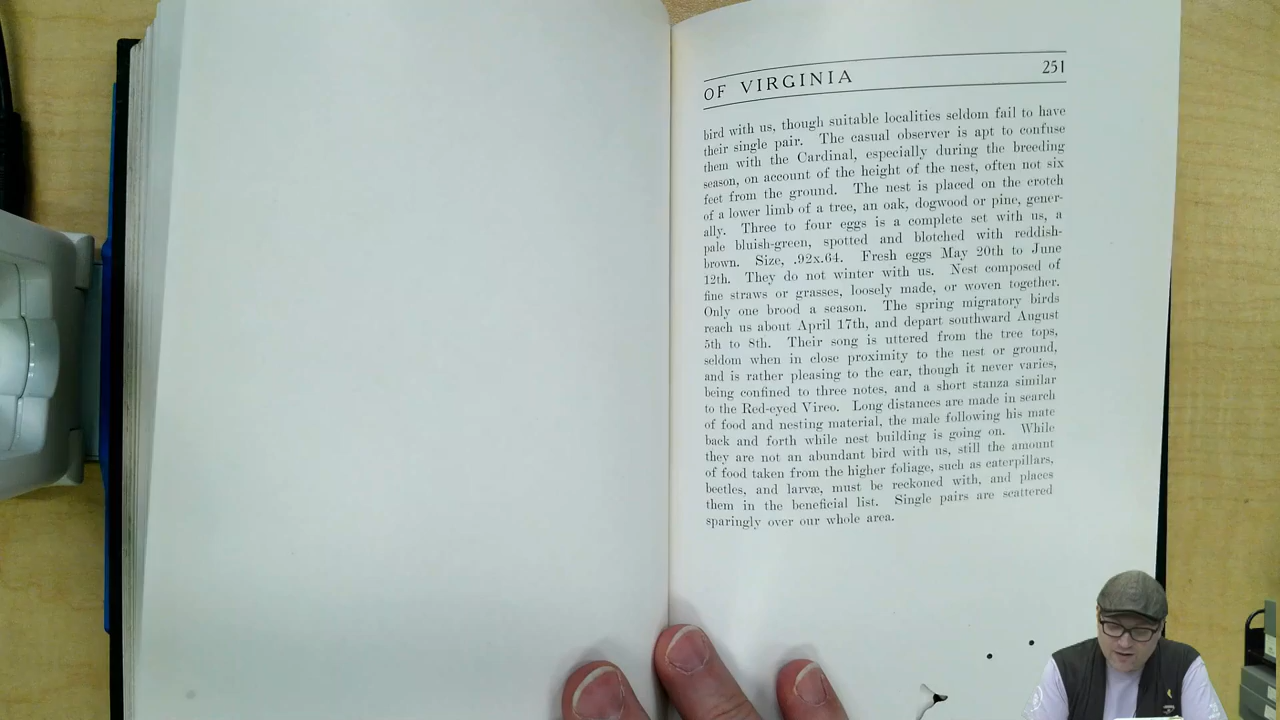 OF VIRGINIA 251
bird with us, though suitable localities seldom fail to have
their single pair. The casual observer is apt to confuse
them with the Cardinal, especially during the breeding
season, on account of the height of the nest, often not six
feet from the ground. The nest is placed on the crotch
of a lower limb of a tree, an oak, dogwood or pine, gener-
ally. Three to four eggs is a complete set with us, a
pale bluish-green, spotted and blotched with reddish-
brown. Size, .92x.64. Fresh eggs May 20th to June
12th. They do not winter with us. Nest composed of
fine straws or grasses, loosely made, or woven together.
Only one brood a season. The spring migratory birds
reach us about April 17th, and depart southward August
5th to 8th. Their song is uttered from the tree tops,
seldom when in close proximity to the nest or ground,
and is rather pleasing to the ear, though it never varies,
being confined to three notes, and a short stanza similar
to the Red-eyed Vireo. Long distances are made in search
of food and nesting material, the male following his mate
back and forth while nest building is going on. While
they are not an abundant bird with us, still the amount
of food taken from the higher foliage, such as caterpillars,
beetles, and larvæ, must be reckoned with, and places
them in the beneficial list. Single pairs are scattered
sparingly over our whole area.